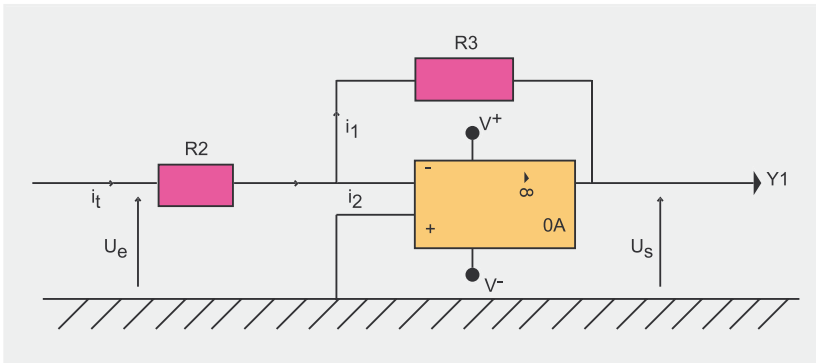 R3
V+
i1
R2
- ∞
Y1
it
i2
+
0A
Ue
Us
V-